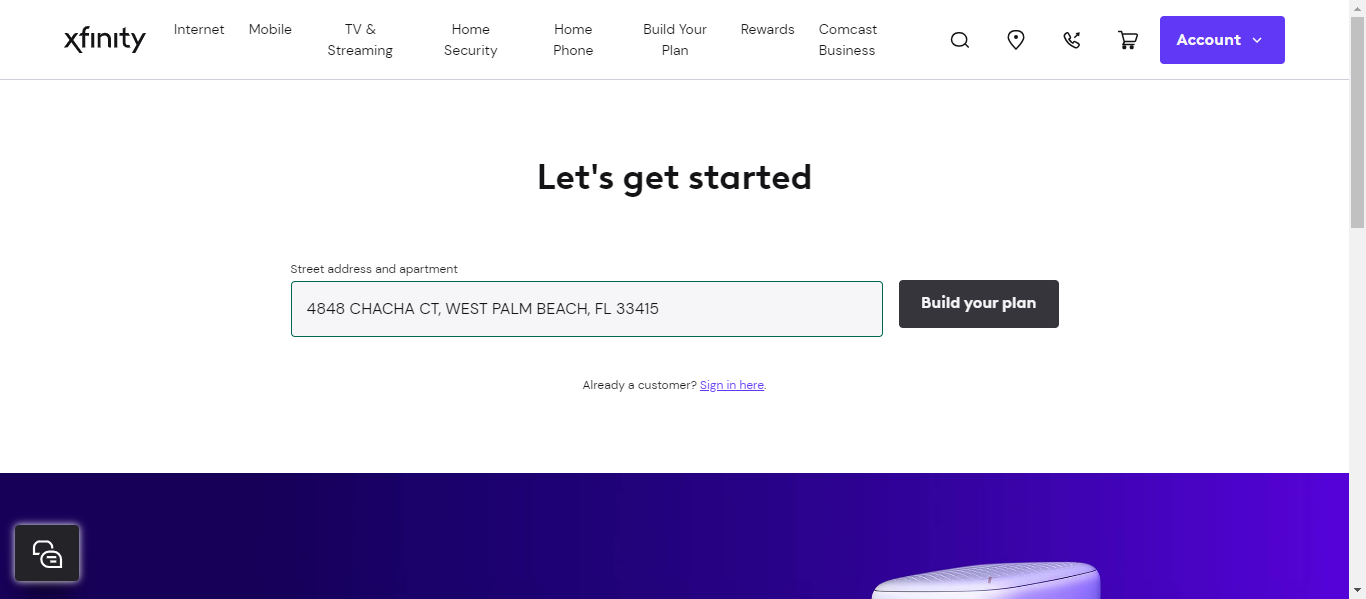 xfinity
Internet
Mobile
TV &
Streaming
Home
Security
Home
Phone
Build Your
Plan
Rewards
Comcast
Business
Account
Let's get started
Street address and apartment
4848 CHACHA CT, WEST PALM BEACH, FL 33415
Build your plan
Already a customer? Sign in here.